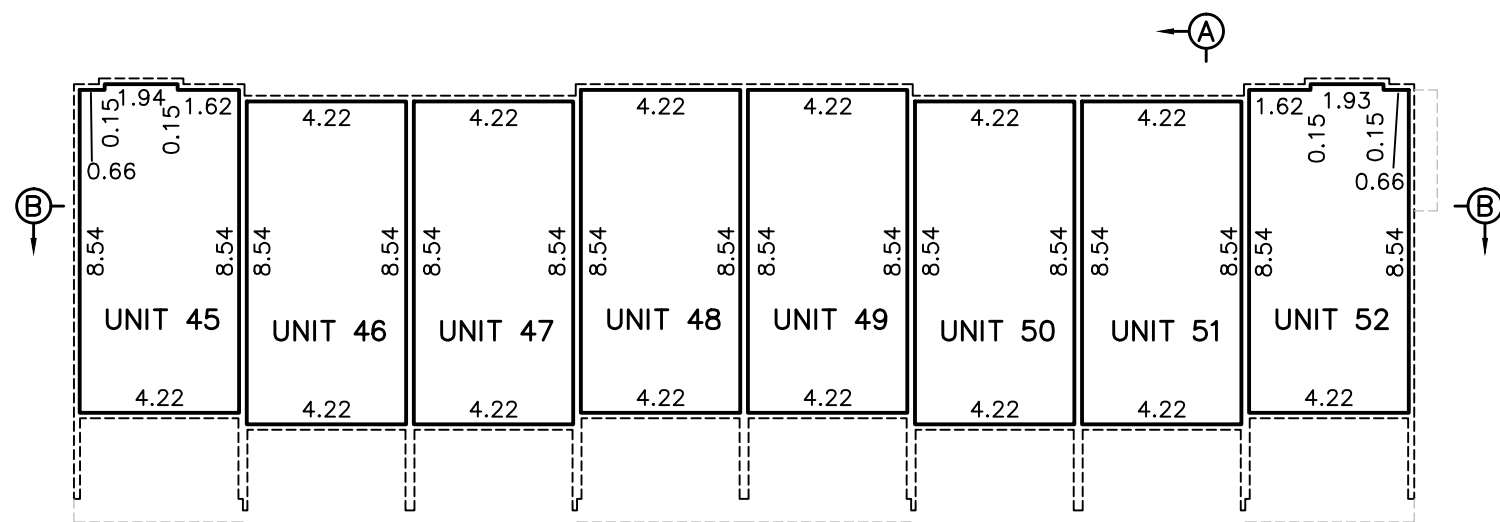 A
1.94 1.62 4.22 4.22 4.22 4.22 4.22 4.22 1.62 1.93
0.15 0.15 0.15 0.15
0.66 0.66
B B
8.54 8.54 8.54 8.54 8.54 8.54 8.54 8.54 8.54 8.54 8.54 8.54 8.54 8.54 8.54 8.54
UNIT 45 UNIT 46 UNIT 47 UNIT 48 UNIT 49 UNIT 50 UNIT 51 UNIT 52
4.22 4.22 4.22 4.22 4.22 4.22 4.22 4.22